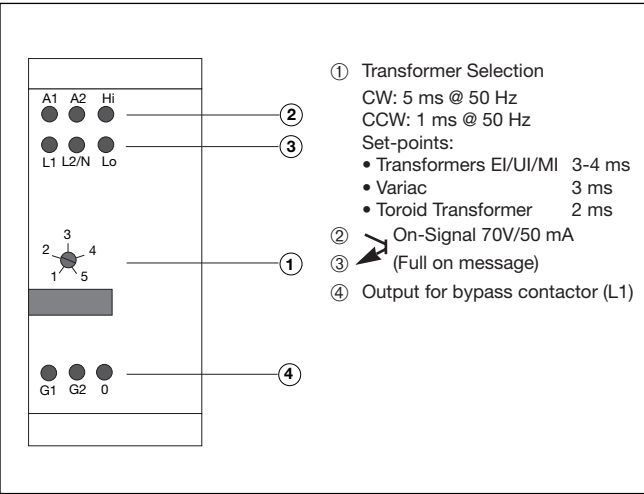 A1 A2 Hi
②
L1 L2/N Lo
③
3
2 4
1 5
①
G1 G2 0
④
① Transformer Selection
CW: 5 ms @ 50 Hz
CCW: 1 ms @ 50 Hz
Set-points:
• Transformers EI/UI/MI 3-4 ms
• Variac 3 ms
• Toroid Transformer 2 ms
② On-Signal 70V/50 mA
③ (Full on message)
④ Output for bypass contactor (L1)